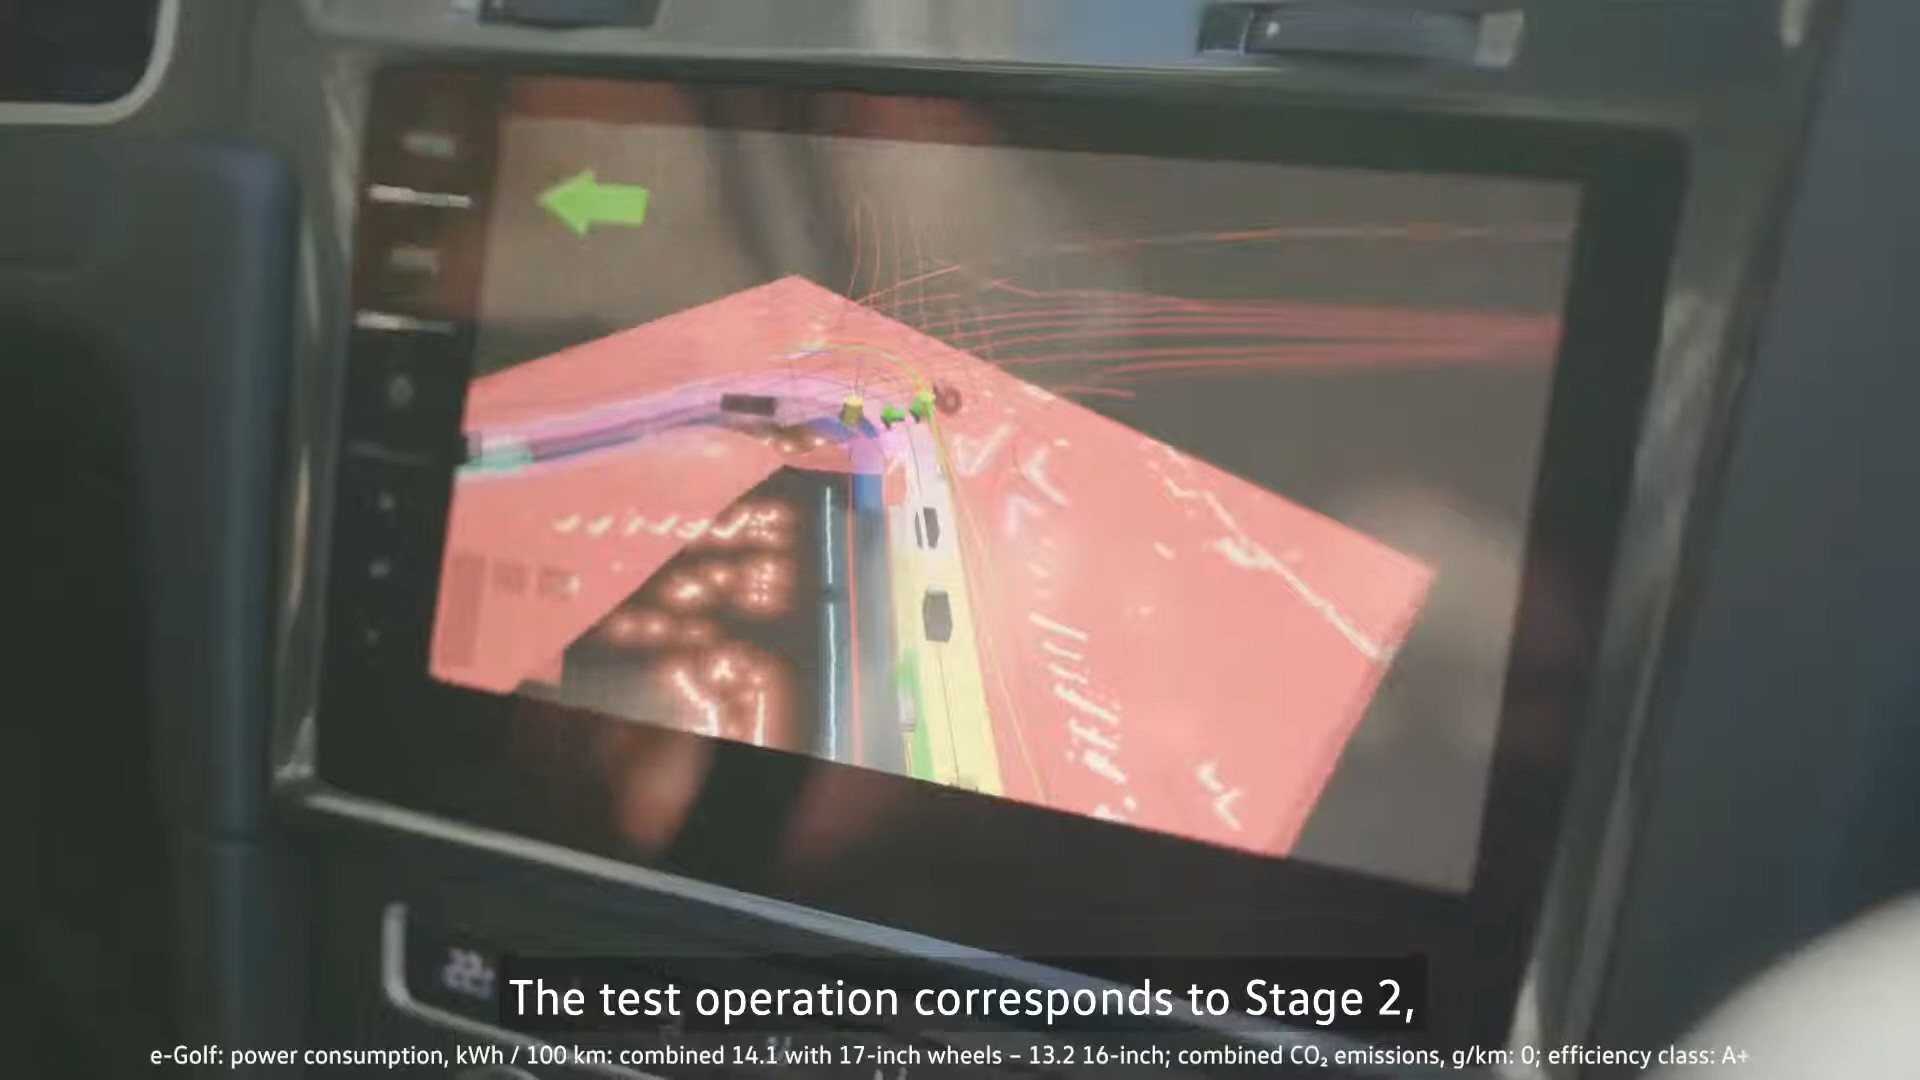 The test operation corresponds to Stage 2,
e-Golf: power consumption, kWh / 100 km: combined 14.1 with 17-inch wheels – 13.2 16-inch; combined CO₂ emissions, g/km: 0; efficiency class: A+